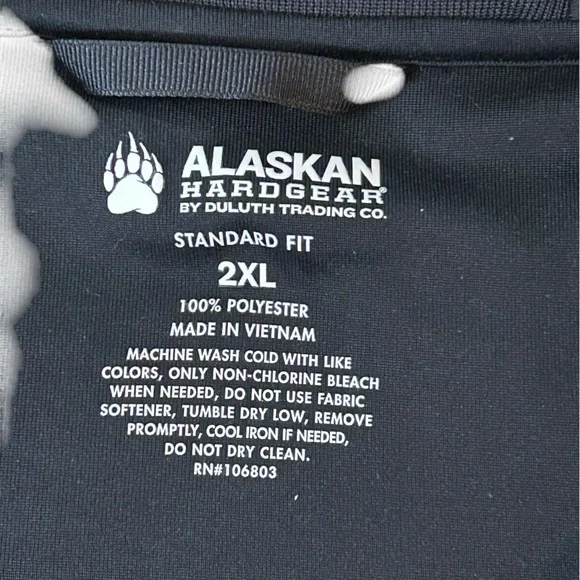 ALASKAN
HARDGEAR®
BY DULUTH TRADING CO.
STANDARD FIT
2XL
100% POLYESTER
MADE IN VIETNAM
MACHINE WASH COLD WITH LIKE
COLORS, ONLY NON-CHLORINE BLEACH
WHEN NEEDED, DO NOT USE FABRIC
SOFTENER, TUMBLE DRY LOW, REMOVE
PROMPTLY, COOL IRON IF NEEDED,
DO NOT DRY CLEAN.
RN#106803